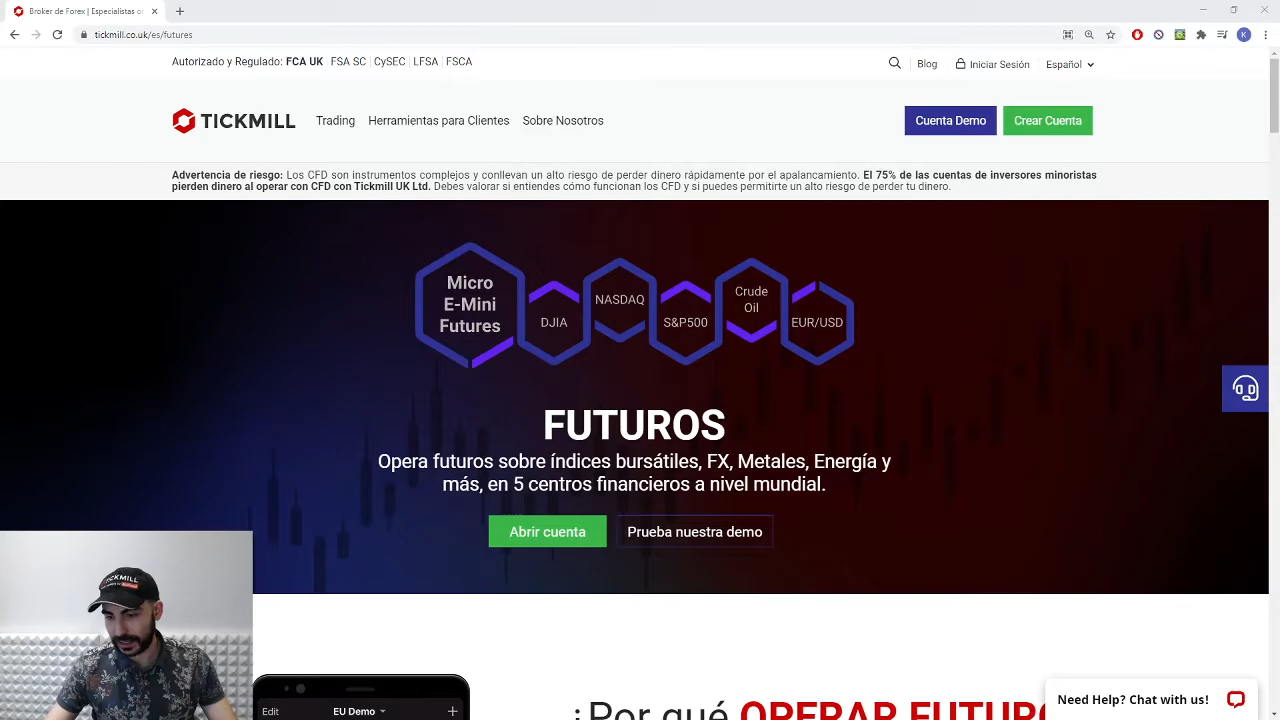 Broker de Forex | Especialistas
tickmill.co.uk/es/futures
K
Autorizado y Regulado: FCA UK FSA SC CySEC LFSA FSCA
Blog
Iniciar Sesión
Español
TICKMILL
Trading
Herramientas para Clientes
Sobre Nosotros
Cuenta Demo
Crear Cuenta
Advertencia de riesgo: Los CFD son instrumentos complejos y conllevan un alto riesgo de perder dinero rápidamente por el apalancamiento. El 75% de las cuentas de inversores minoristas
pierden dinero al operar con CFD con Tickmill UK Ltd. Debes valorar si entiendes cómo funcionan los CFD y si puedes permitirte un alto riesgo de perder tu dinero.
Micro
E-Mini
Futures
DJIA
NASDAQ
S&P500
Crude
Oil
EUR/USD
FUTUROS
Opera futuros sobre índices bursátiles, FX, Metales, Energía y
más, en 5 centros financieros a nivel mundial.
Abrir cuenta
Prueba nuestra demo
TICKMILL
Edit
EU Demo
¿Por qué OPERAR FUTURO
Need Help? Chat with us!